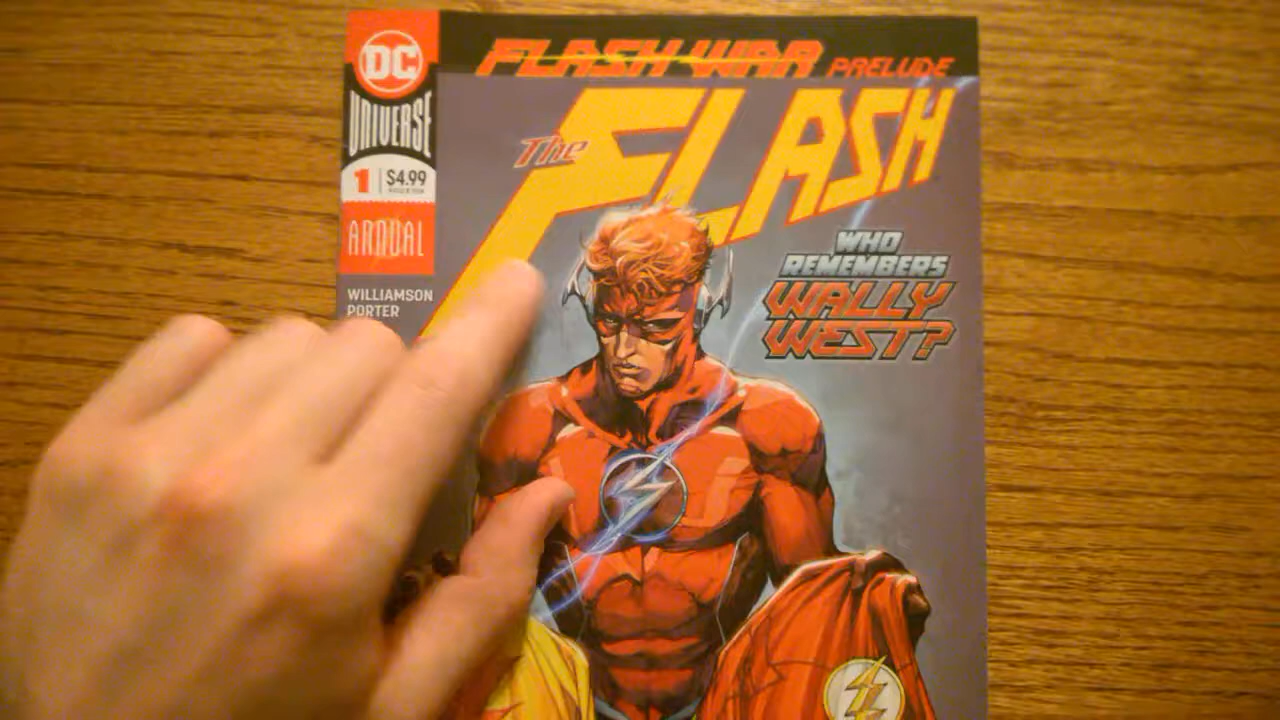 DC
UNIVERSE
1 $4.99
ANNUAL
WILLIAMSON
PORTER
FLASH WAR PRELUDE
The FLASH
WHO
REMEMBERS
WALLY
WEST?